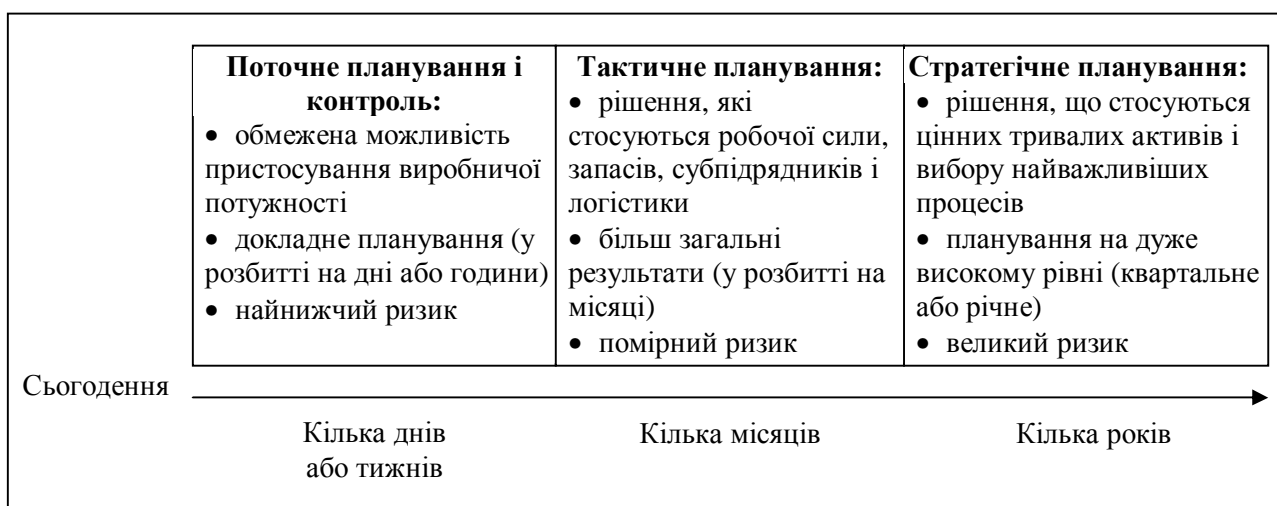 Поточне планування і
контроль:
• обмежена можливість
пристосування виробничої
потужності
• докладне планування (у
розбитті на дні або години)
• найнижчий ризик
Тактичне планування:
• рішення, які
стосуються робочої сили,
запасів, субпідрядників і
логістики
• більш загальні
результати (у розбитті на
місяці)
• помірний ризик
Стратегічне планування:
• рішення, що стосуються
цінних тривалих активів і
вибору найважливіших
процесів
• планування на дуже
високому рівні (квартальне
або річне)
• великий ризик
Сьогодення
Кілька днів
або тижнів
Кілька місяців
Кілька років